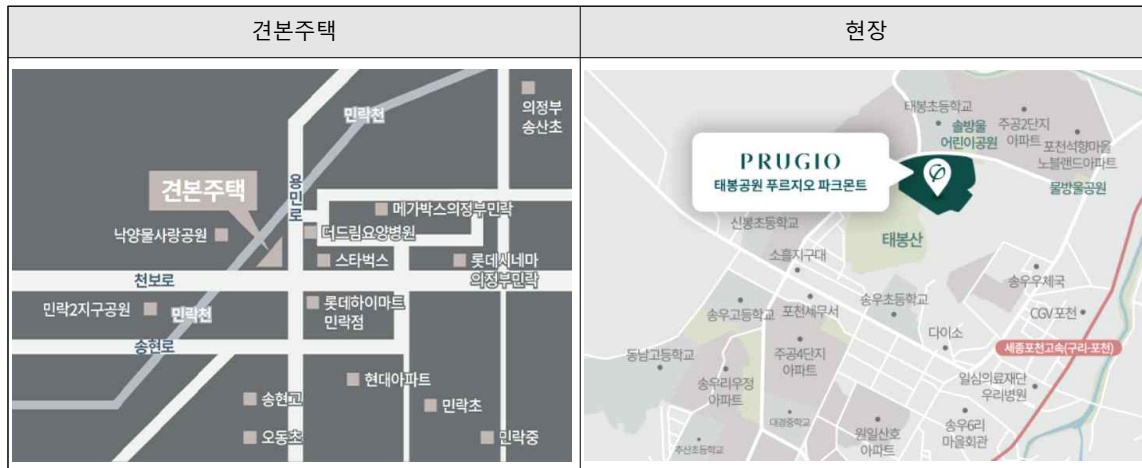 견본주택
현장
민락천
의정부
송산초
용민로
견본주택
메가박스의정부민락
낙양물사랑공원
더드림요양병원
스타벅스
롯데시네마
의정부민락
천보로
민락2지구공원
민락천
롯데하이마트
민락점
송현로
현대아파트
송현고
민락초
오동초
민락중
태봉초등학교
솔방울
어린이공원
주공2단지
아파트
포천석향마을
노블랜드아파트
PRUGIO
태봉공원 푸르지오 파크몬트
물방울공원
신봉초등학교
태봉산
소흘지구대
송우우체국
송우고등학교
포천세무서
송우초등학교
CGV 포천
다이소
세종포천고속(구리-포천)
동남고등학교
주공4단지
아파트
송우리우정
아파트
일심의료재단
우리병원
대경중학교
원일산호
아파트
송우6리
마을회관
추산초등학교